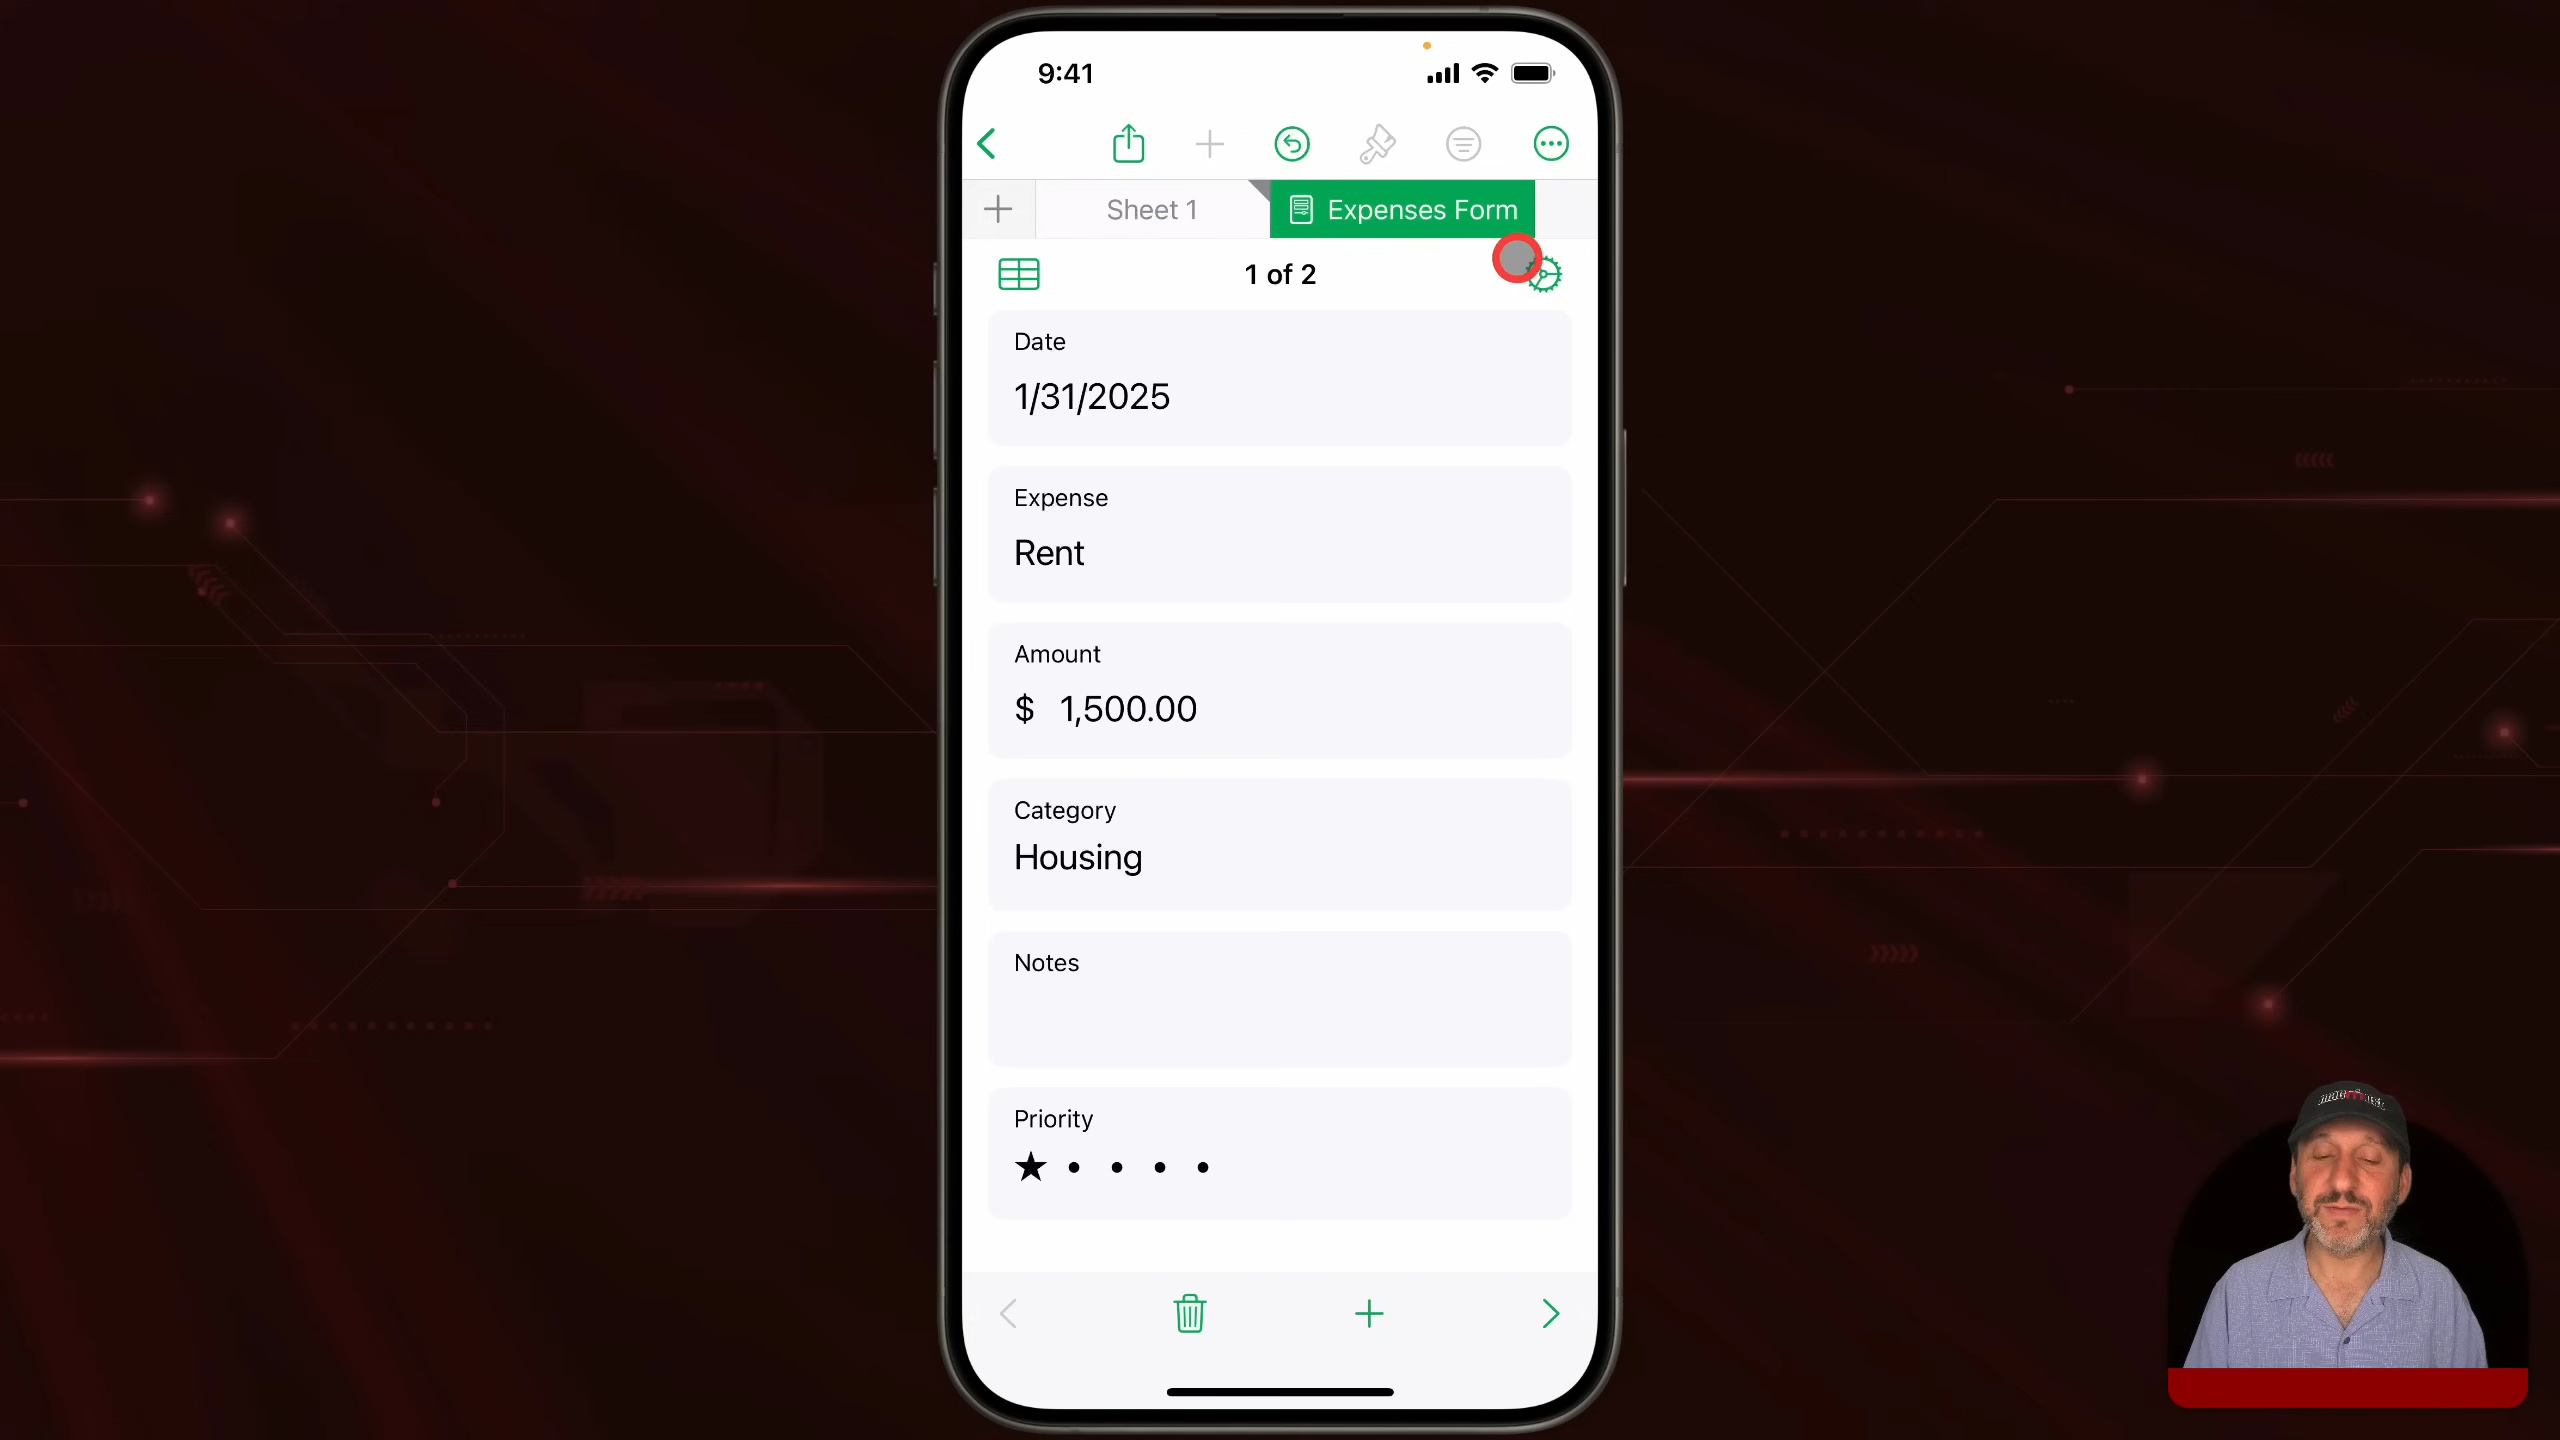 9:41
Sheet 1
Expenses Form
1 of 2
Date
1/31/2025
Expense
Rent
Amount
$ 1,500.00
Category
Housing
Notes
Priority